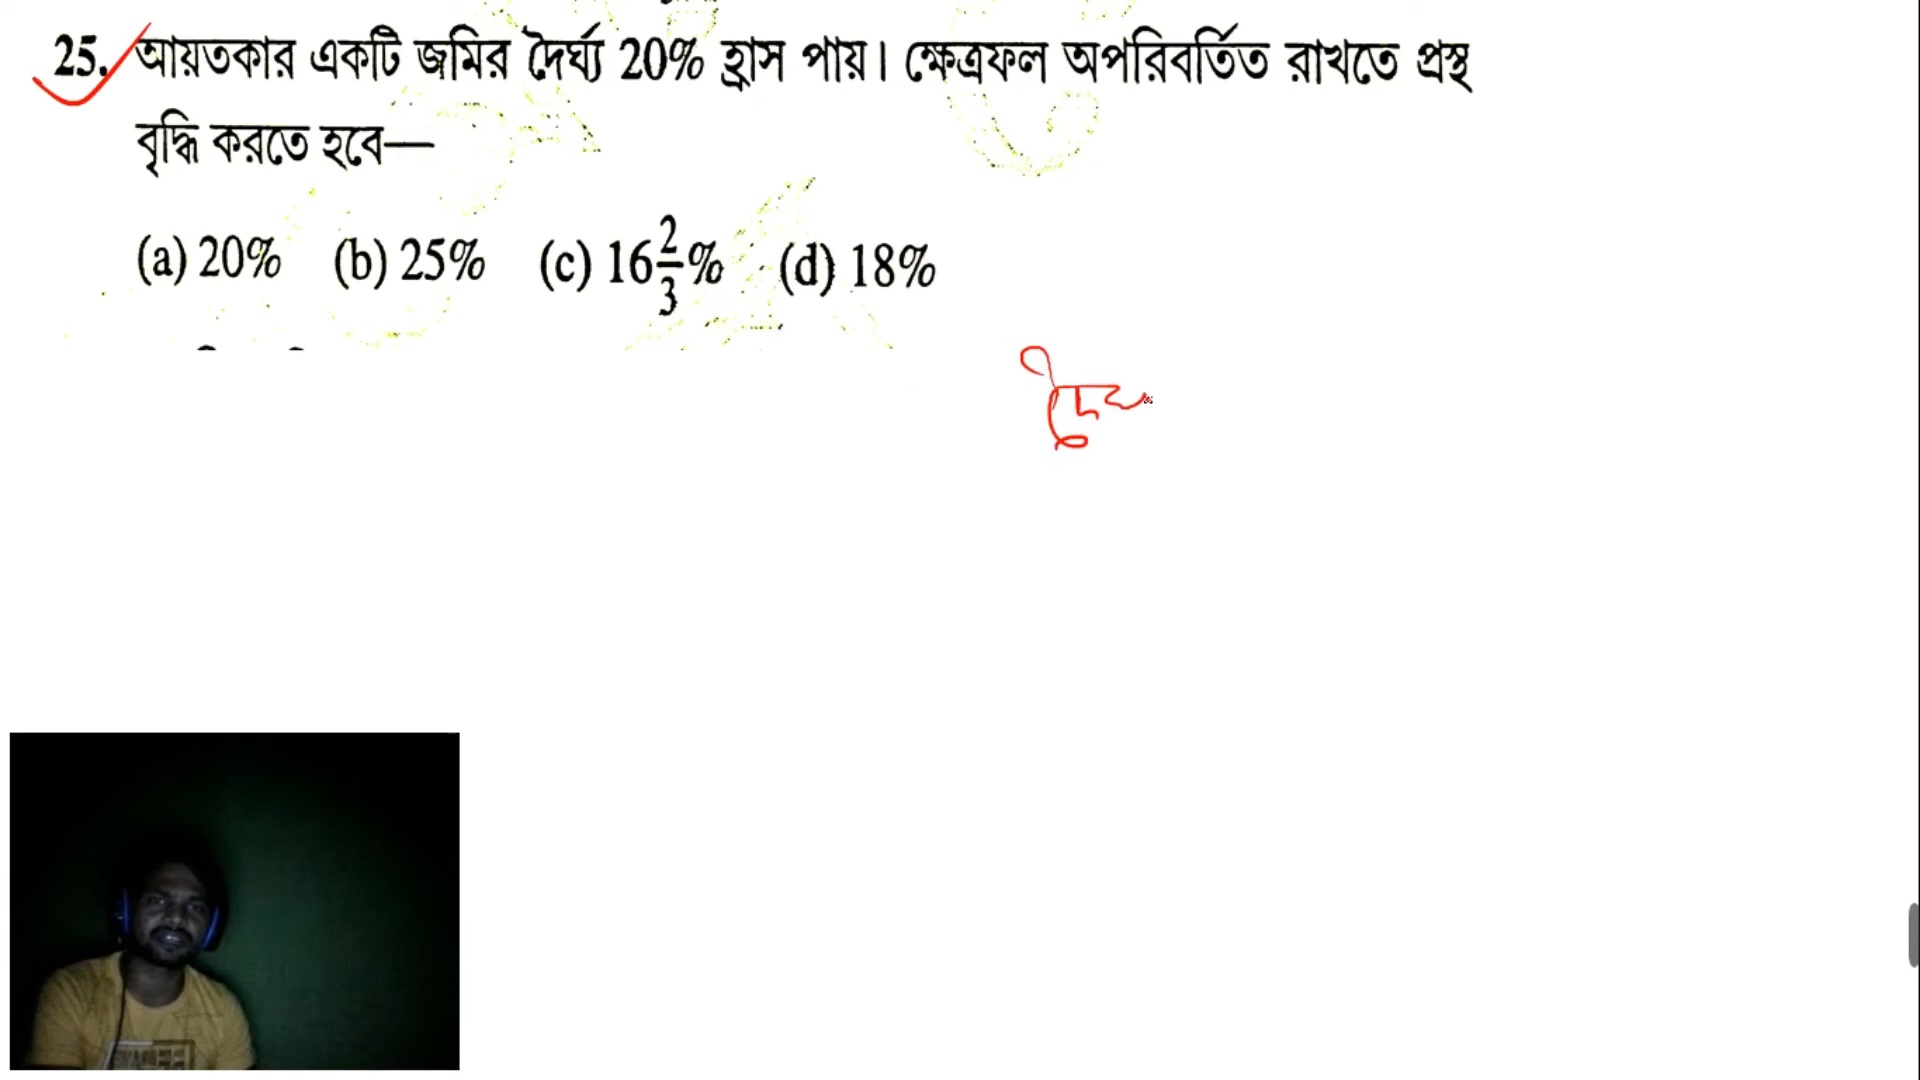 25. আয়তকার একটি জমির দৈর্ঘ্য 20% হ্রাস পায়। ক্ষেত্রফল অপরিবর্তিত রাখতে প্রস্থ
বৃদ্ধি করতে হবে—
(a) 20% (b) 25% (c) 16 2/3% (d) 18%